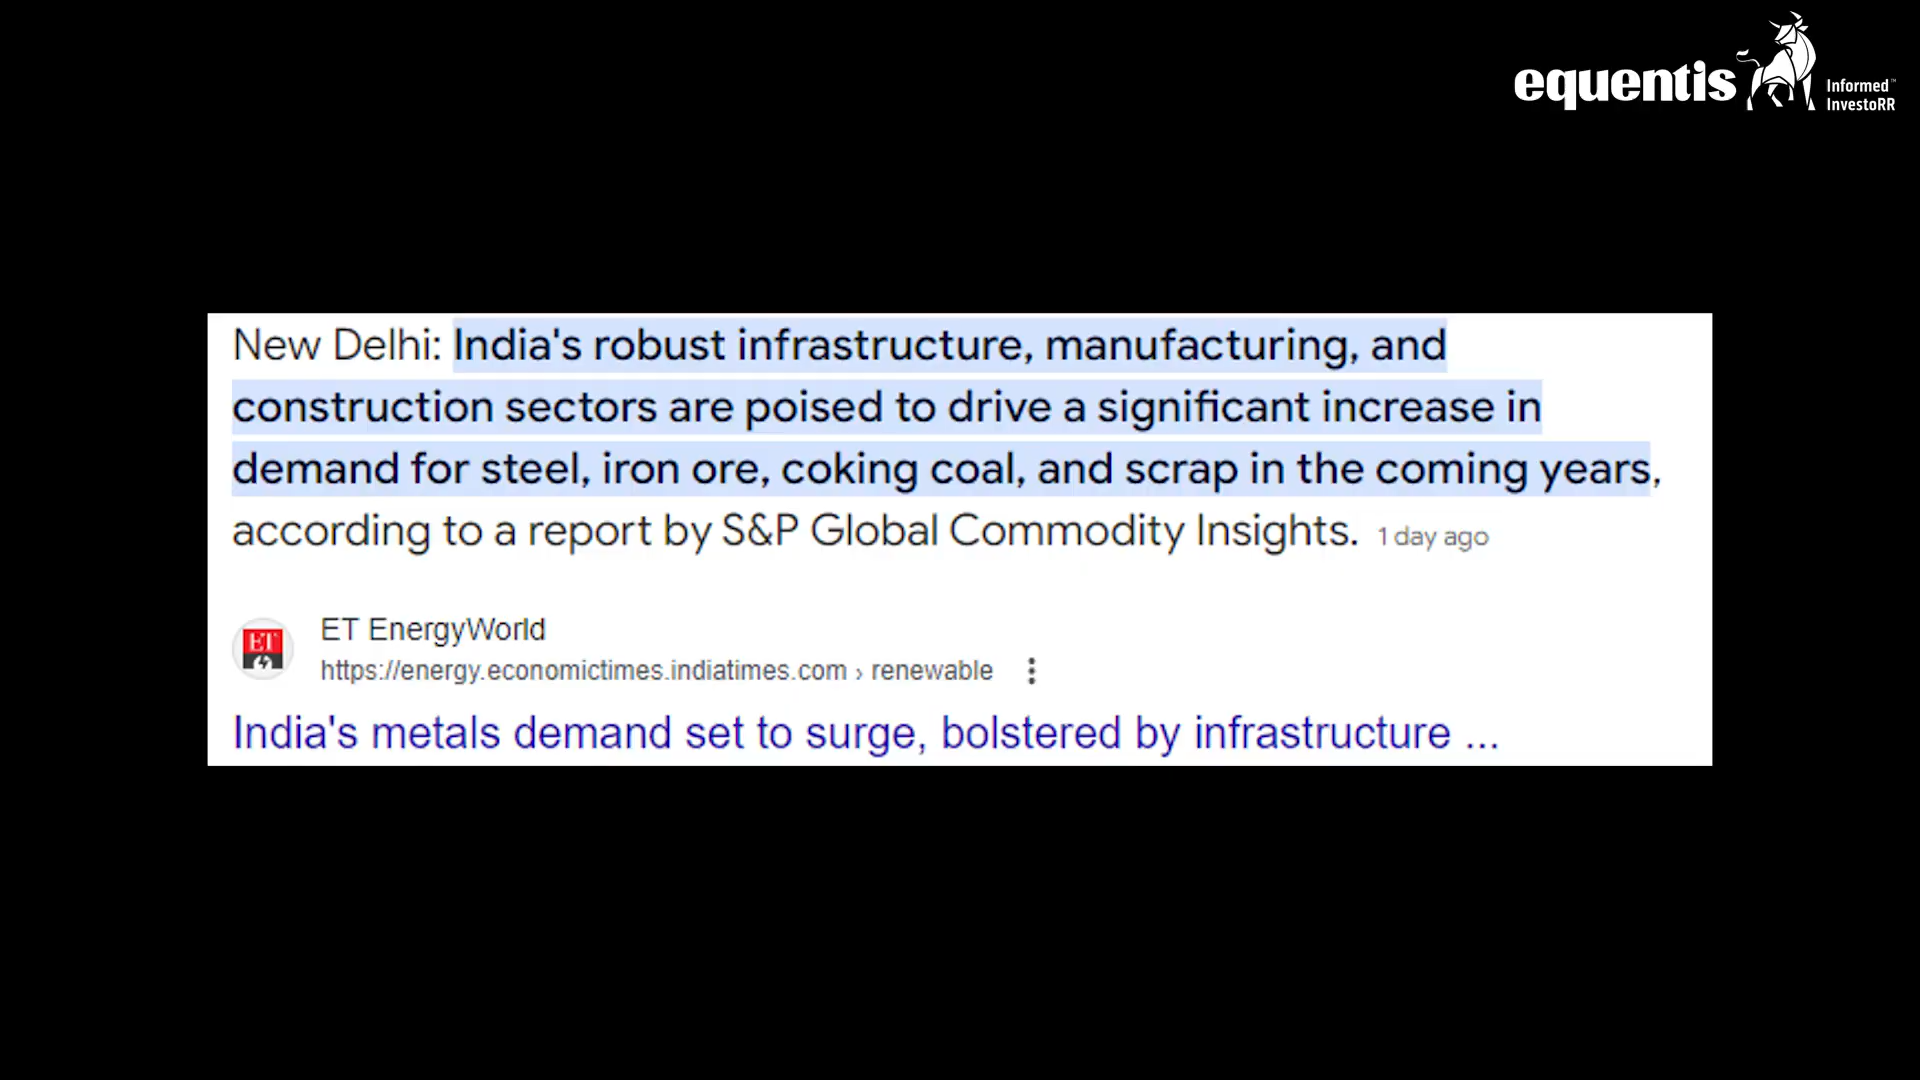 equentis
Informed™
InvestoRR
New Delhi: India's robust infrastructure, manufacturing, and
construction sectors are poised to drive a significant increase in
demand for steel, iron ore, coking coal, and scrap in the coming years,
according to a report by S&P Global Commodity Insights. 1 day ago
ET
ET EnergyWorld
https://energy.economictimes.indiatimes.com › renewable
India's metals demand set to surge, bolstered by infrastructure ...